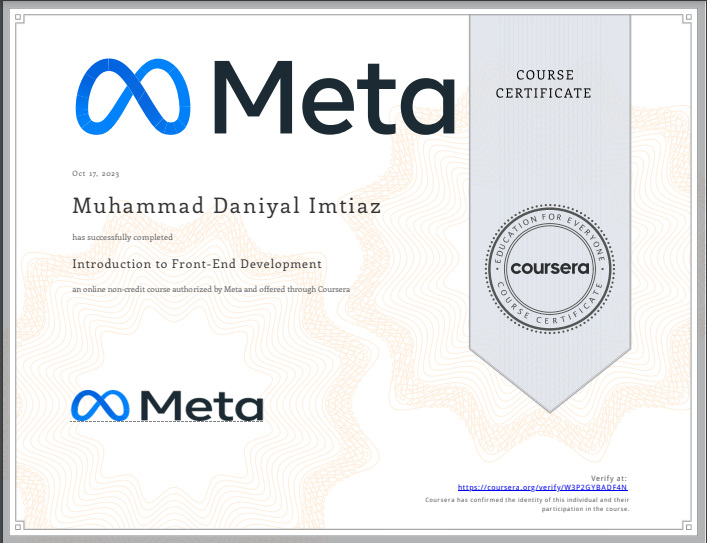 Meta
COURSE
CERTIFICATE
Oct 17, 2023
Muhammad Daniyal Imtiaz
has successfully completed
Introduction to Front-End Development
an online non-credit course authorized by Meta and offered through Coursera
EDUCATION FOR EVERYONE
coursera
COURSE CERTIFICATE
Meta
Verify at:
https://coursera.org/verify/W3P2GYBADF4N
Coursera has confirmed the identity of this individual and their
participation in the course.